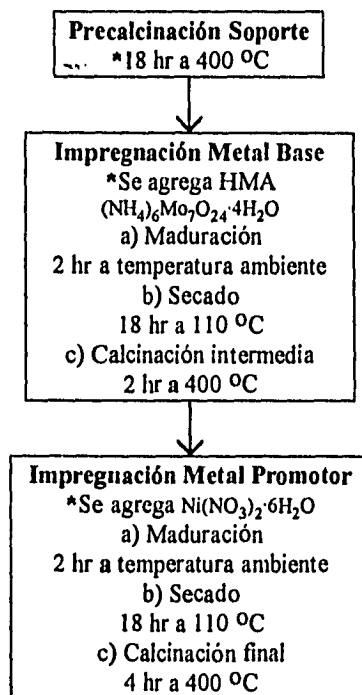 Precalcinación Soporte
*18 hr a 400 ºC
Impregnación Metal Base
*Se agrega HMA
(NH₄)₆Mo₇O₂₄·4H₂O
a) Maduración
2 hr a temperatura ambiente
b) Secado
18 hr a 110 ºC
c) Calcinación intermedia
2 hr a 400 ºC
Impregnación Metal Promotor
*Se agrega Ni(NO₃)₂·6H₂O
a) Maduración
2 hr a temperatura ambiente
b) Secado
18 hr a 110 ºC
c) Calcinación final
4 hr a 400 ºC